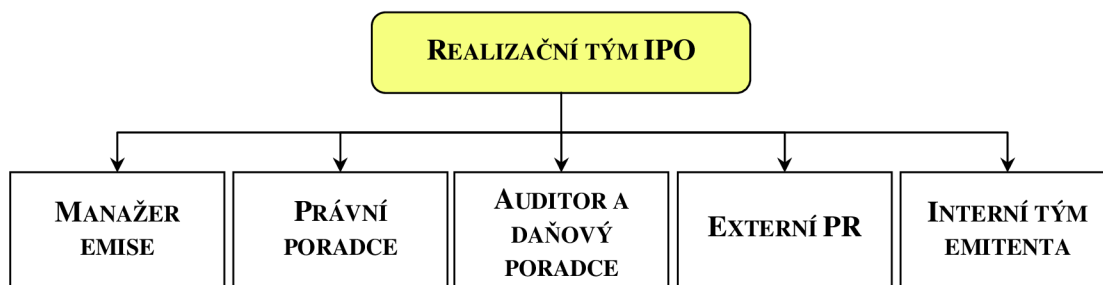 REALIZAČNÍ TÝM IPO
MANAŽER
EMISE
PRÁVNÍ
PORADCE
AUDITOR A
DAŇOVÝ
PORADCE
EXTERNÍ PR
INTERNÍ TÝM
EMITENTA